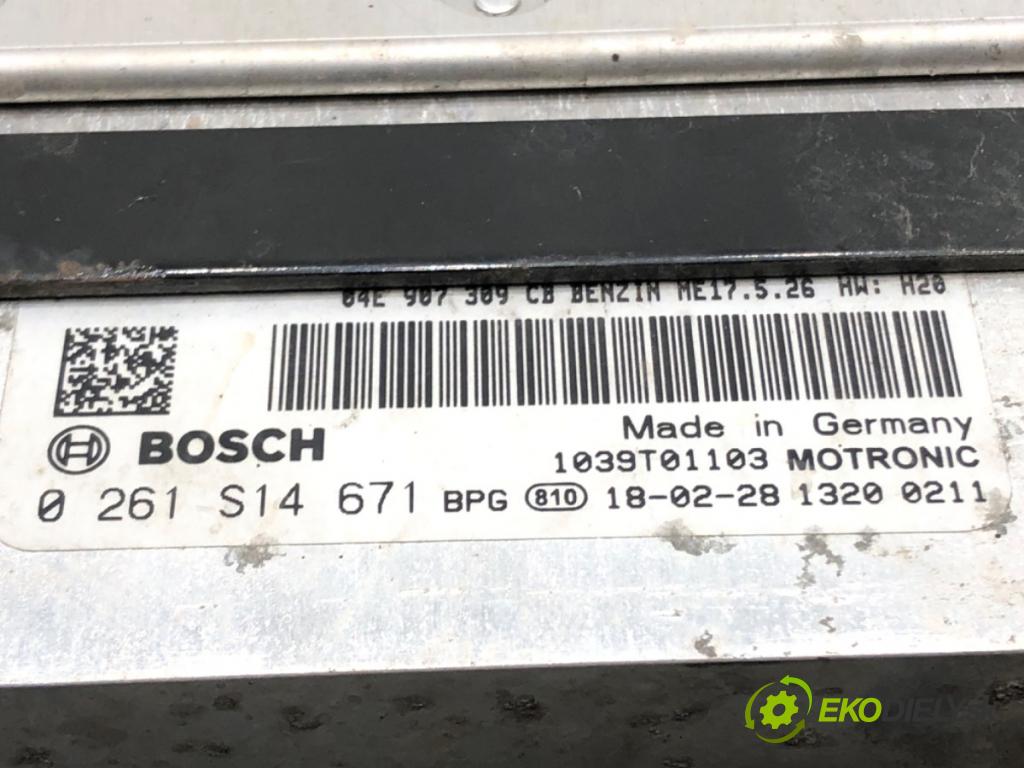 04E 907 309 CB BENZIN ME17.5.26 HW: H20
Made in Germany
BOSCH
1039T01103 MOTRONIC
0 261 S14 671 BPG 810 18-02-28 1320 0211
EKODIELY